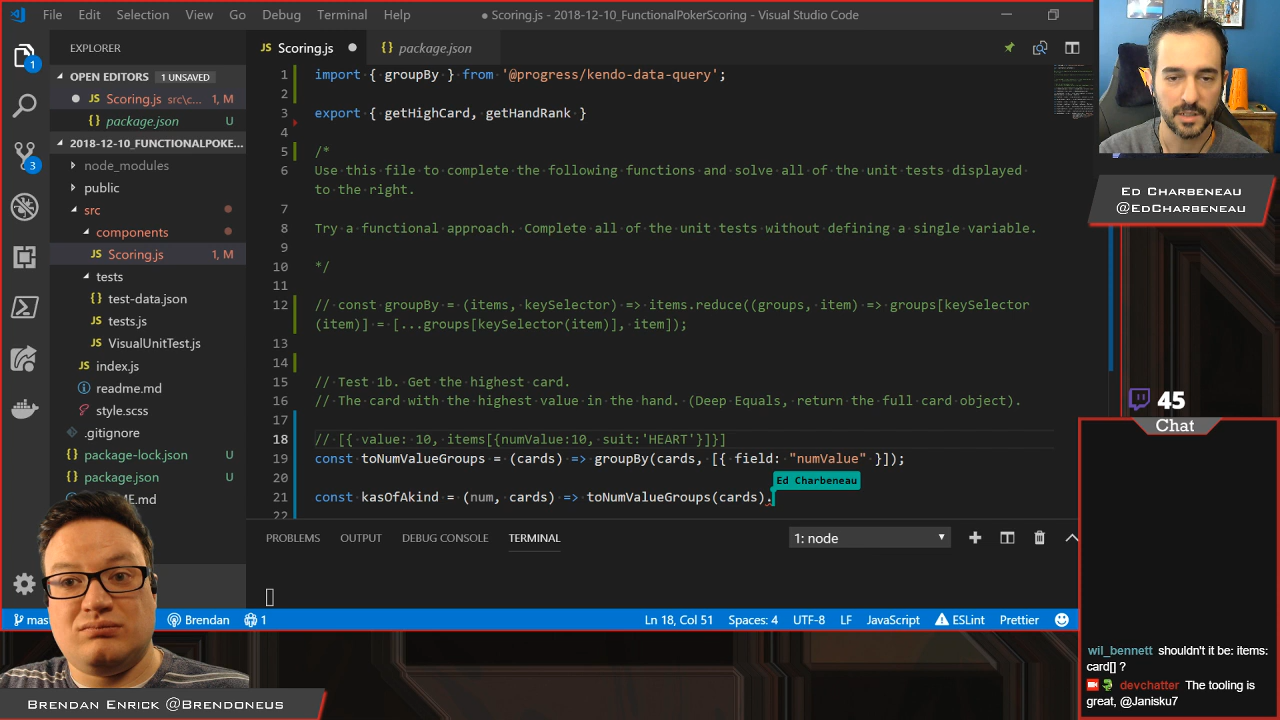 File Edit Selection View Go Debug Terminal Help
● Scoring.js - 2018-12-10_FunctionalPokerScoring - Visual Studio Code
EXPLORER
OPEN EDITORS 1 UNSAVED
Scoring.js src\c... 1, M
package.json U
2018-12-10_FUNCTIONALPOKE...
node_modules
public
src
components
Scoring.js 1, M
tests
test-data.json
tests.js
VisualUnitTest.js
index.js
readme.md
style.scss
.gitignore
package-lock.json U
package.json U
ME.md
1
3
Scoring.js
package.json
1 import { groupBy } from '@progress/kendo-data-query';
2
3 export { getHighCard, getHandRank }
4
5 /*
6 Use this file to complete the following functions and solve all of the unit tests displayed
to the right.
7
8 Try a functional approach. Complete all of the unit tests without defining a single variable.
9
10 */
11
12 // const groupBy = (items, keySelector) => items.reduce((groups, item) => groups[keySelector
(item)] = [...groups[keySelector(item)], item]);
13
14
15 // Test 1b. Get the highest card.
16 // The card with the highest value in the hand. (Deep Equals, return the full card object).
17
18 // [{ value: 10, items[{numValue:10, suit:'HEART'}]}]
19 const toNumValueGroups = (cards) => groupBy(cards, [{ field: "numValue" }]);
20
Ed Charbeneau
21 const kasOfAkind = (num, cards) => toNumValueGroups(cards).
22
PROBLEMS OUTPUT DEBUG CONSOLE TERMINAL
1: node
mas
Brendan
1
Ln 18, Col 51 Spaces: 4 UTF-8 LF JavaScript ESLint Prettier
Ed Charbeneau
@EdCharbeneau
45
Chat
wil_bennett shouldn't it be: items:
card[] ?
devchatter The tooling is
great, @Janisku7
Brendan Enrick @Brendoneus